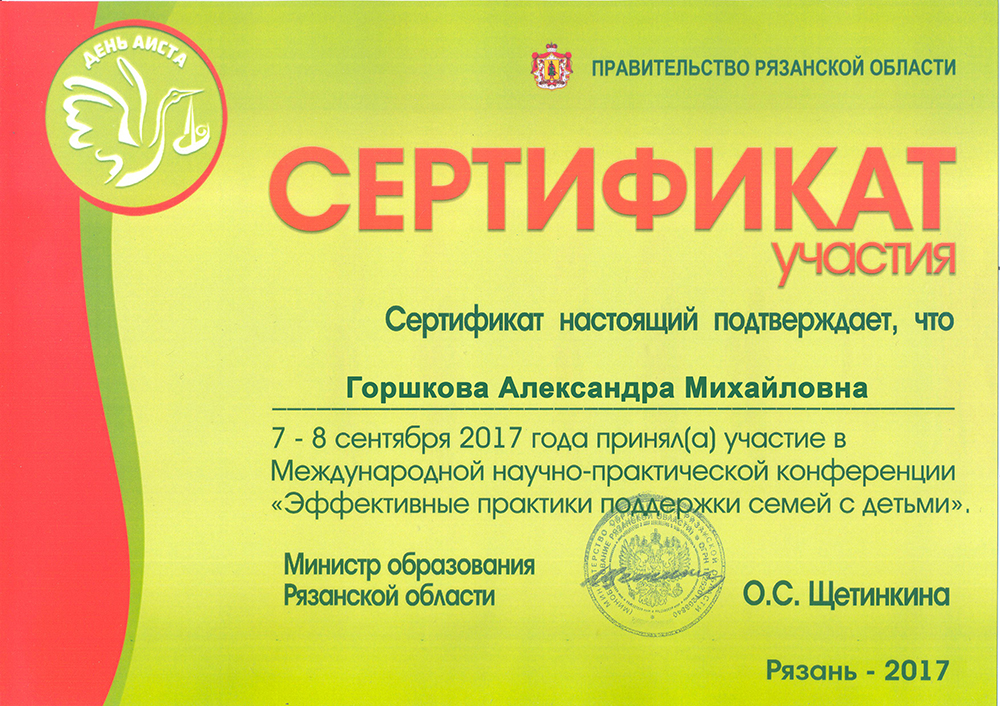 ДЕНЬ АИСТА
ПРАВИТЕЛЬСТВО РЯЗАНСКОЙ ОБЛАСТИ
СЕРТИФИКАТ
участия
Сертификат настоящий подтверждает, что
Горшкова Александра Михайловна
7 - 8 сентября 2017 года принял(а) участие в
Международной научно-практической конференции
«Эффективные практики поддержки семей с детьми».
Министр образования
Рязанской области
О.С. Щетинкина
Рязань - 2017